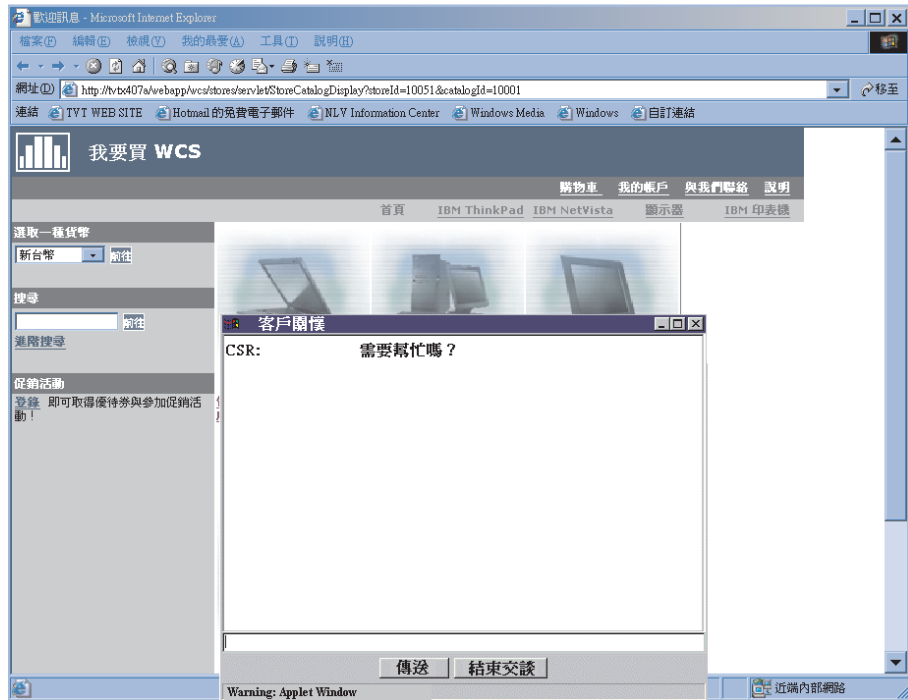 歡迎訊息 - Microsoft Internet Explorer
檔案(F) 編輯(E) 檢視(V) 我的最愛(A) 工具(T) 說明(H)
網址(D) http://tvtx407a/webapp/wcs/stores/servlet/StoreCatalogDisplay?storeId=10051&catalogId=10001 移至
連結 TVT WEB SITE Hotmail 的免費電子郵件 NLV Information Center Windows Media Windows 自訂連結
我要買 WCS
購物車 我的帳戶 與我們聯絡 說明
首頁 IBM ThinkPad IBM NetVista 顯示器 IBM 印表機
選取一種貨幣
新台幣 前往
搜尋
前往
進階搜尋
促銷活動
登錄 即可取得優待券與參加促銷活
動！
客戶關懷
CSR: 需要幫忙嗎？
傳送 結束交談
Warning: Applet Window
近端內部網路